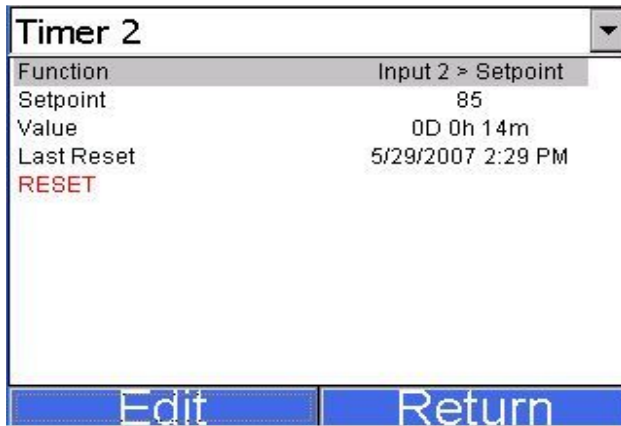 Timer 2
Function Input 2 > Setpoint
Setpoint 85
Value 0D 0h 14m
Last Reset 5/29/2007 2:29 PM
RESET
Edit Return